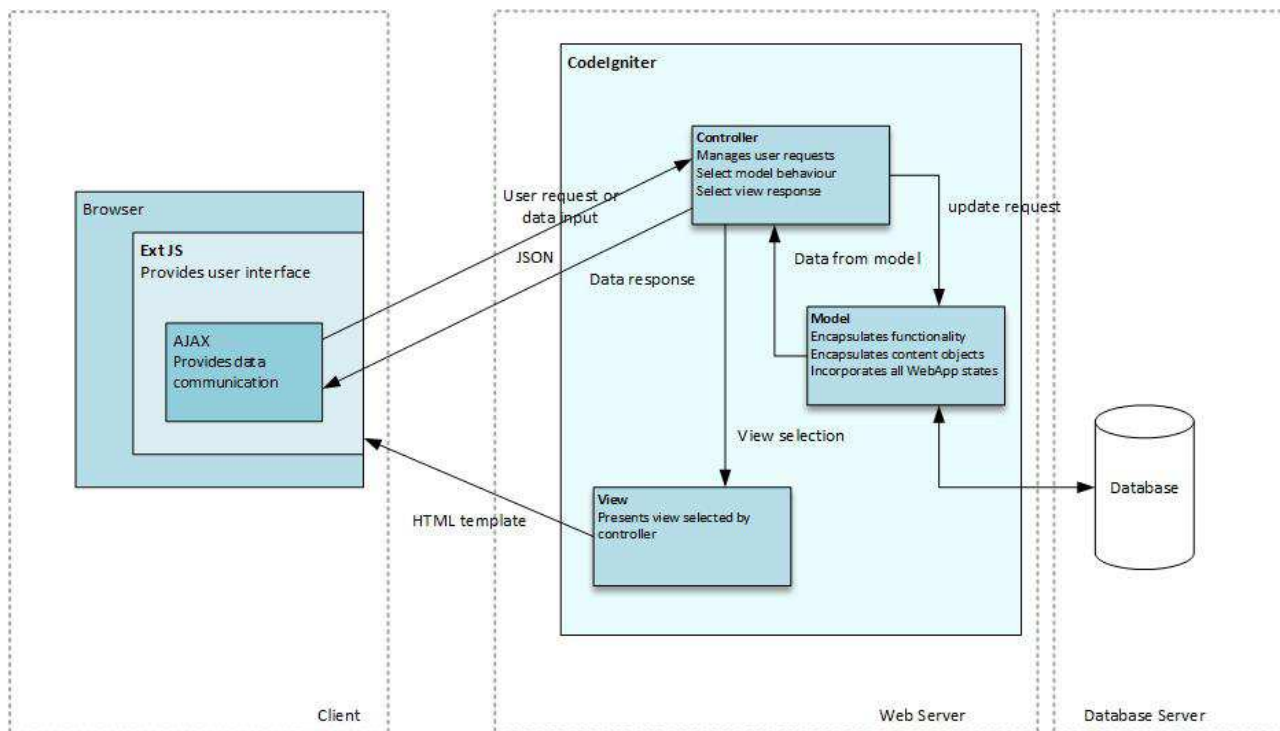 CodeIgniter
Controller
Manages user requests
Select model behaviour
Select view response
User request or
data input
update request
Browser
Ext JS
Provides user interface
JSON
Data from model
Data response
AJAX
Provides data
communication
Model
Encapsulates functionality
Encapsulates content objects
Incorporates all WebApp states
View selection
Database
View
Presents view selected by
controller
HTML template
Client
Web Server
Database Server